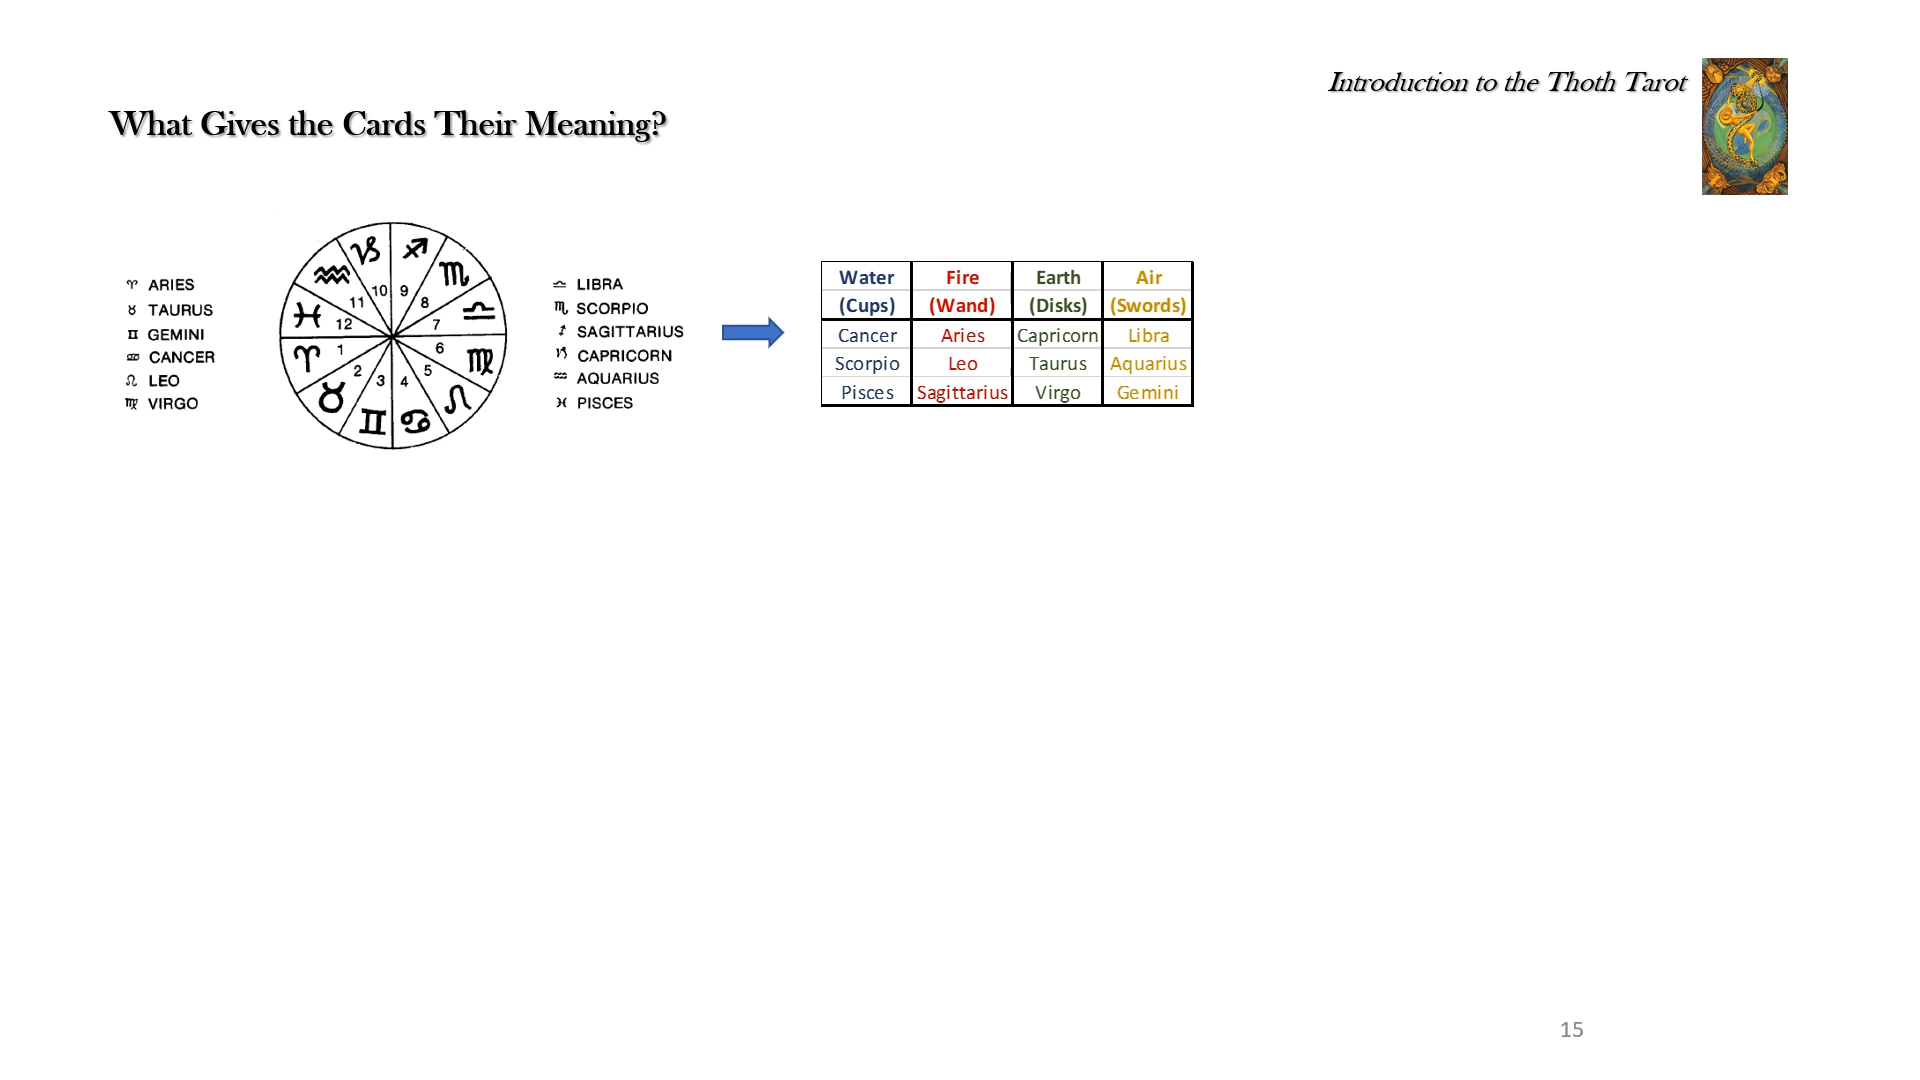 Introduction to the Thoth Tarot
What Gives the Cards Their Meaning?
♈ ARIES
♉ TAURUS
♊ GEMINI
♋ CANCER
♌ LEO
♍ VIRGO
♑ ♐
♒ ♏
10 9
11 8
♓ ♎
12 7
♈ 1 6 ♍
2 5
3 4
♉ ♌
♊ ♋
♎ LIBRA
♏ SCORPIO
♐ SAGITTARIUS
♑ CAPRICORN
♒ AQUARIUS
♓ PISCES
Water Fire Earth Air
(Cups) (Wand) (Disks) (Swords)
Cancer Aries Capricorn Libra
Scorpio Leo Taurus Aquarius
Pisces Sagittarius Virgo Gemini
15